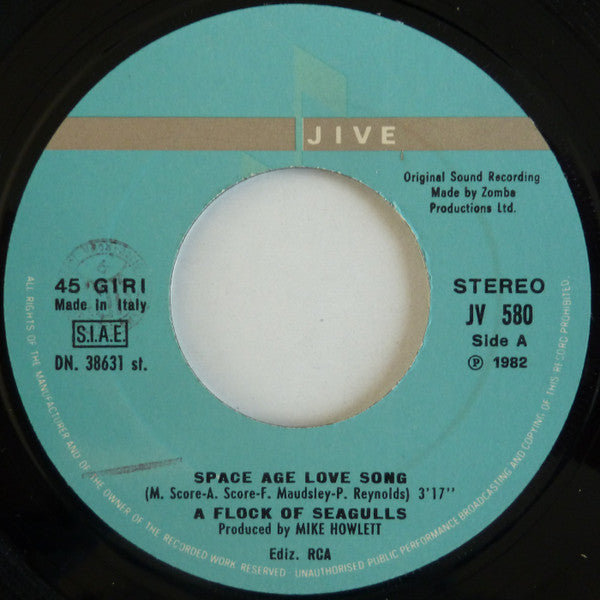 JIVE
Original Sound Recording
Made by Zomba
Productions Ltd.
45 GIRI
Made In Italy
S.I.A.E.
DN. 38631 st.
STEREO
JV 580
Side A
Ⓟ 1982
SPACE AGE LOVE SONG
(M. Score-A. Score-F. Maudsley-P. Reynolds) 3'17"
A FLOCK OF SEAGULLS
Produced by MIKE HOWLETT
Ediz. RCA
ALL RIGHTS OF THE MANUFACTURER AND OF THE OWNER OF THE RECORDED WORK RESERVED - UNAUTHORISED PUBLIC PERFORMANCE BROADCASTING AND COPYING OF THIS RECORD PROHIBITED.